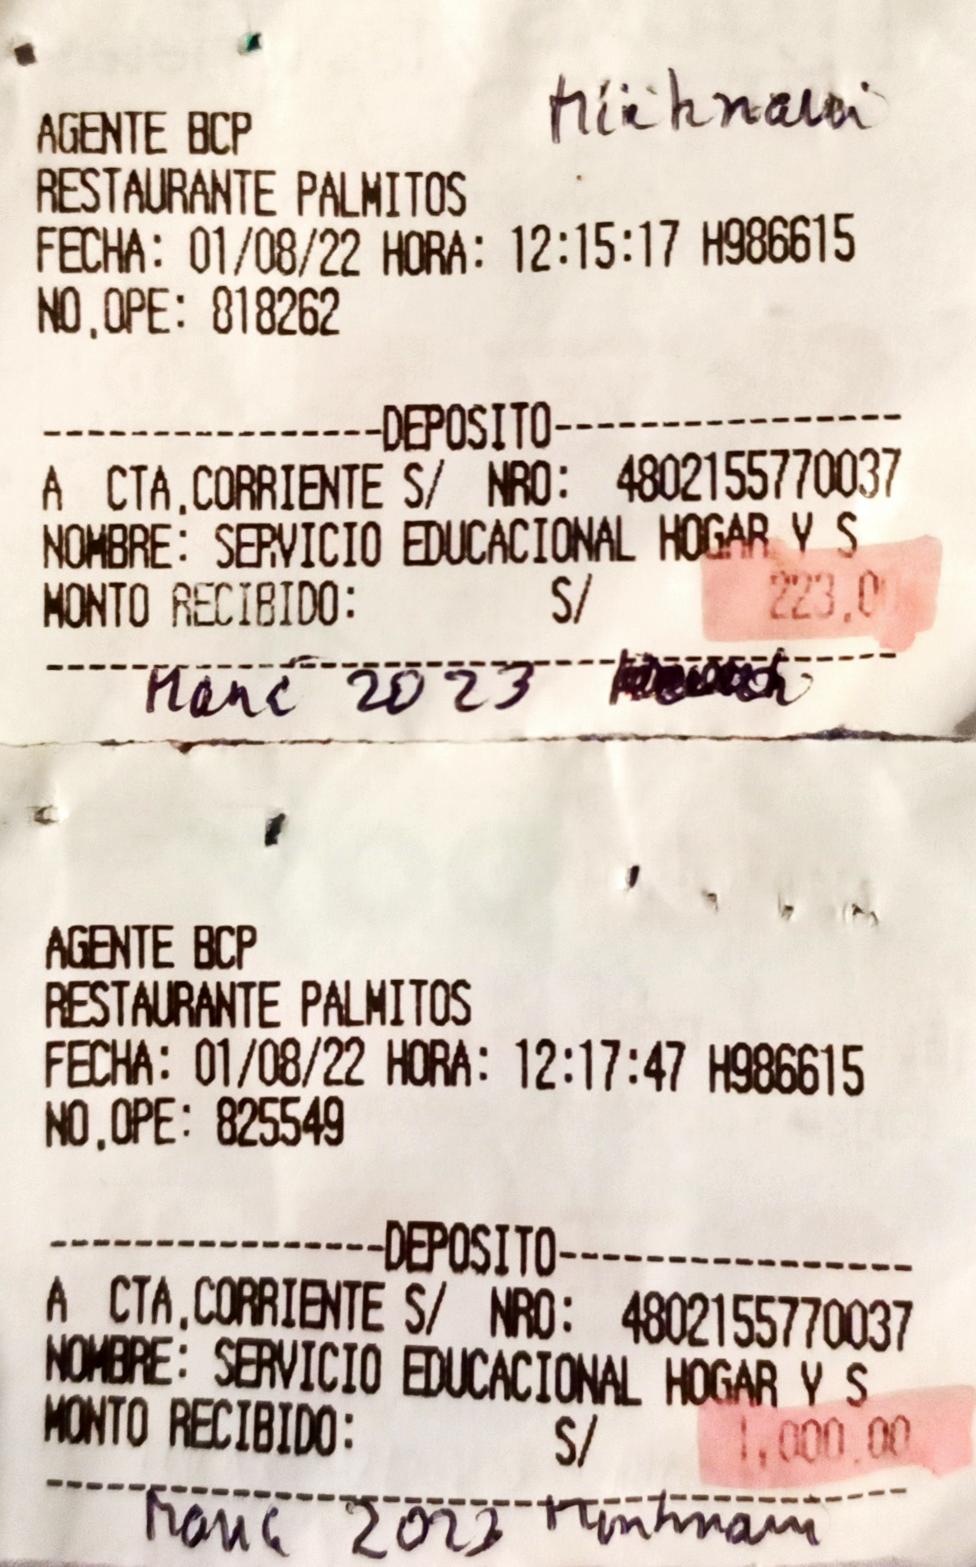 AGENTE BCP
RESTAURANTE PALMITOS
FECHA: 01/08/22 HORA: 12:15:17 H986615
NO.OPE: 818262
----------------DEPOSITO----------------
A CTA.CORRIENTE S/ NRO: 4802155770037
NOMBRE: SERVICIO EDUCACIONAL HOGAR Y S
MONTO RECIBIDO: S/ 223.0
2023
AGENTE BCP
RESTAURANTE PALMITOS
FECHA: 01/08/22 HORA: 12:17:47 H986615
NO.OPE: 825549
----------------DEPOSITO----------------
A CTA.CORRIENTE S/ NRO: 4802155770037
NOMBRE: SERVICIO EDUCACIONAL HOGAR Y S
MONTO RECIBIDO: S/ 1,000.00
2023